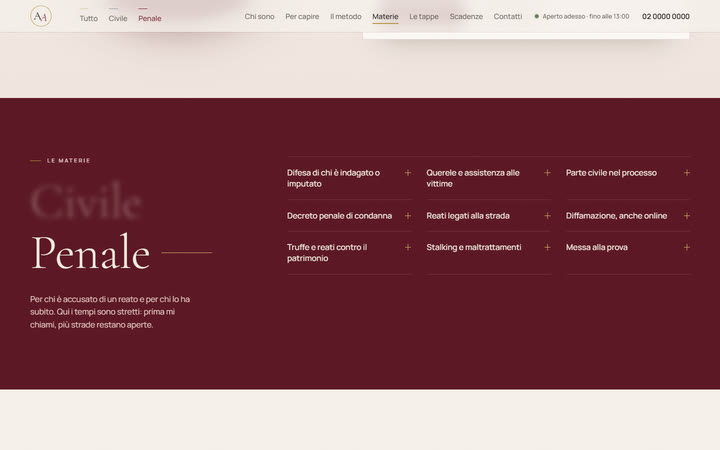 AA
Tutto
Civile
Penale
Chi sono
Per capire
Il metodo
Materie
Le tappe
Scadenze
Contatti
Aperto adesso · fino alle 13:00
02 0000 0000
LE MATERIE
Civile
Penale
Per chi è accusato di un reato e per chi lo ha
subito. Qui i tempi sono stretti: prima mi
chiami, più strade restano aperte.
Difesa di chi è indagato o
imputato
Querele e assistenza alle
vittime
Parte civile nel processo
Decreto penale di condanna
Reati legati alla strada
Diffamazione, anche online
Truffe e reati contro il
patrimonio
Stalking e maltrattamenti
Messa alla prova